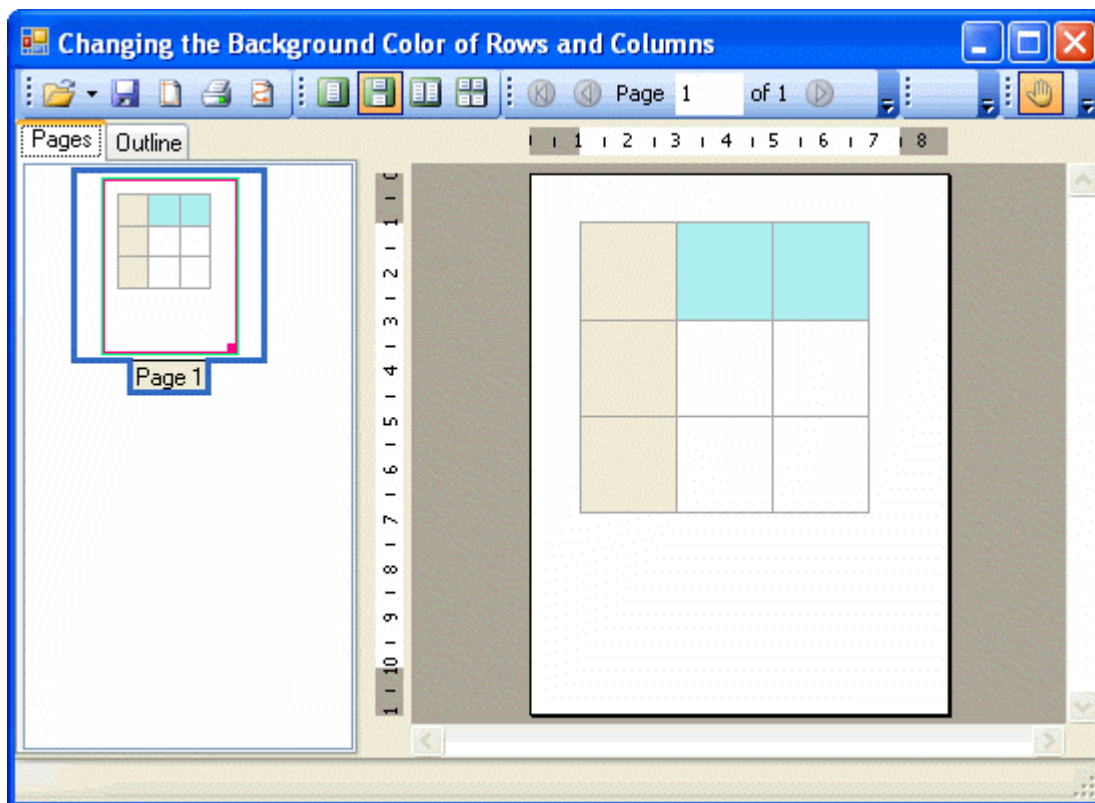 Changing the Background Color of Rows and Columns
Page 1 of 1
Pages Outline
Page 1
1 2 3 4 5 6 7 8
0 1 2 3 4 5 6 7 8 9 10 1